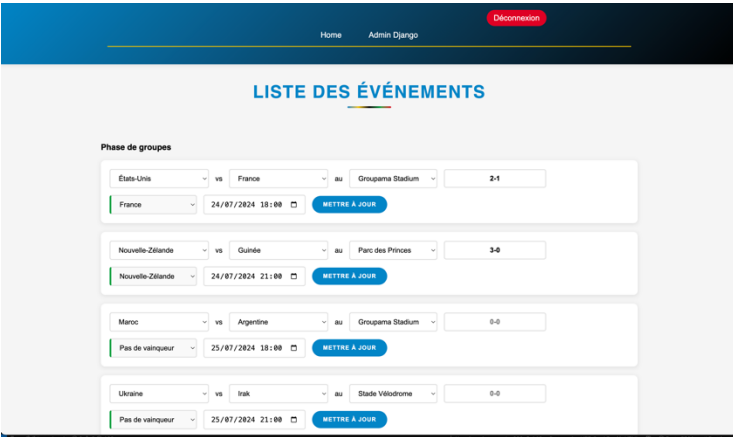 Déconnexion
Home Admin Django
LISTE DES ÉVÉNEMENTS
Phase de groupes
États-Unis vs France au Groupama Stadium 2-1
France 24/07/2024 18:00 METTRE À JOUR
Nouvelle-Zélande vs Guinée au Parc des Princes 3-0
Nouvelle-Zélande 24/07/2024 21:00 METTRE À JOUR
Maroc vs Argentine au Groupama Stadium 0-0
Pas de vainqueur 25/07/2024 18:00 METTRE À JOUR
Ukraine vs Irak au Stade Vélodrome 0-0
Pas de vainqueur 25/07/2024 21:00 METTRE À JOUR